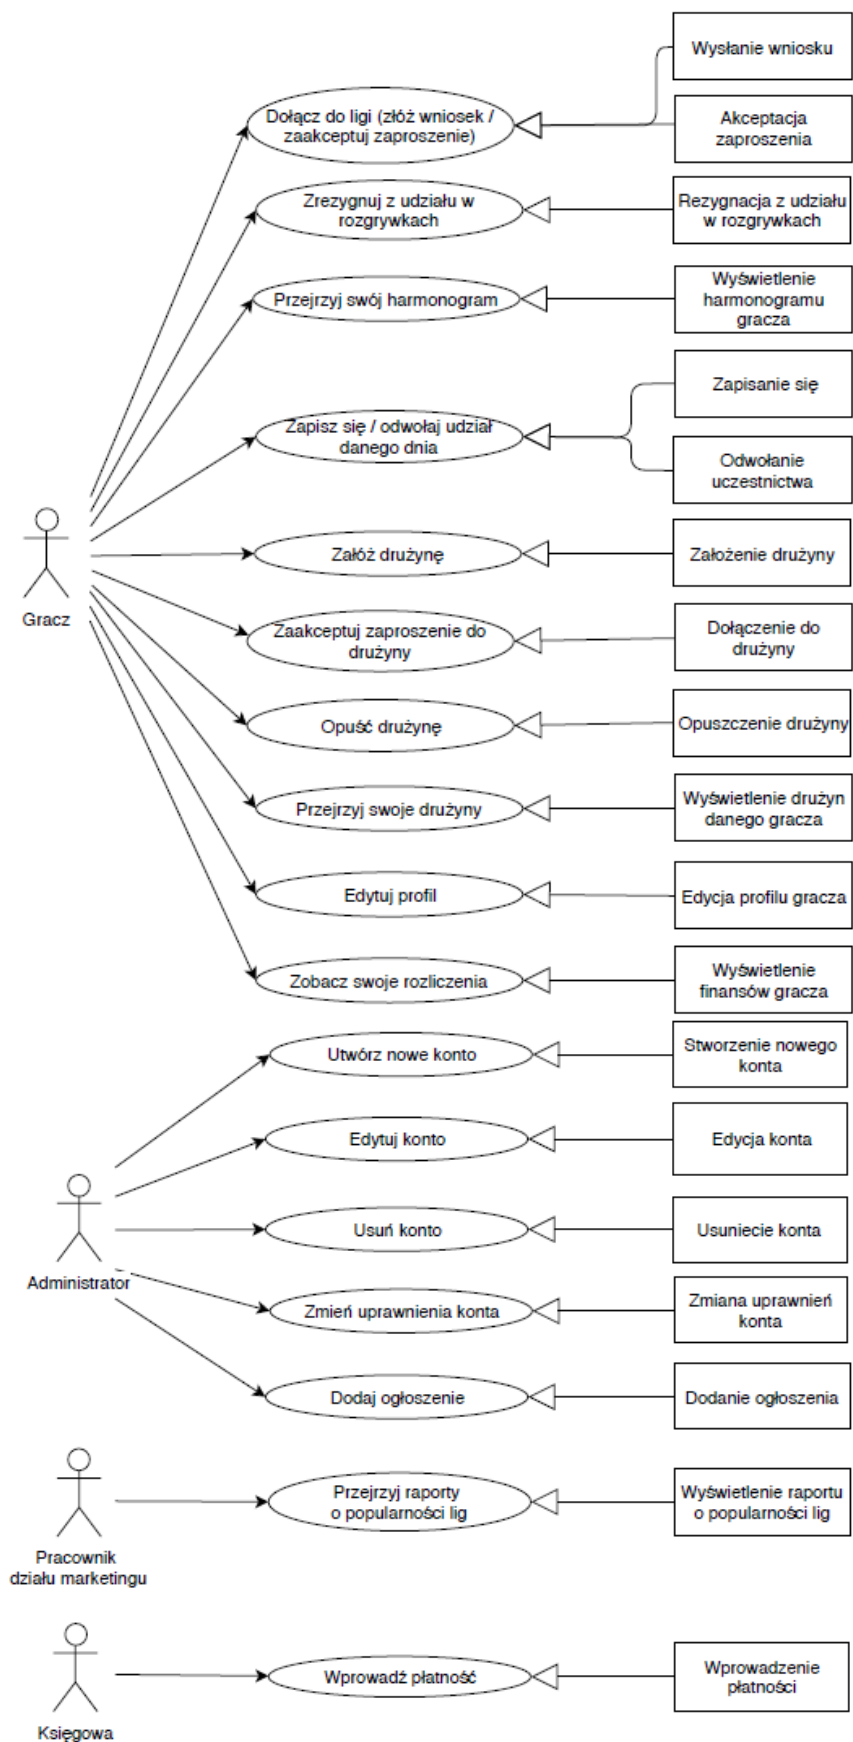 Wysłanie wniosku
Dołącz do ligi (złóż wniosek /
zaakceptuj zaproszenie)
Akceptacja
zaproszenia
Zrezygnuj z udziału w
rozgrywkach
Rezygnacja z udziału
w rozgrywkach
Przejrzyj swój harmonogram
Wyświetlenie
harmonogramu
gracza
Zapisz się / odwołaj udział
danego dnia
Zapisanie się
Odwołanie
uczestnictwa
Gracz
Załóż drużynę
Założenie drużyny
Zaakceptuj zaproszenie do
drużyny
Dołączenie do
drużyny
Opuść drużynę
Opuszczenie drużyny
Przejrzyj swoje drużyny
Wyświetlenie drużyn
danego gracza
Edytuj profil
Edycja profilu gracza
Zobacz swoje rozliczenia
Wyświetlenie
finansów gracza
Utwórz nowe konto
Stworzenie nowego
konta
Edytuj konto
Edycja konta
Administrator
Usuń konto
Usuniecie konta
Zmień uprawnienia konta
Zmiana uprawnień
konta
Dodaj ogłoszenie
Dodanie ogłoszenia
Pracownik
działu marketingu
Przejrzyj raporty
o popularności lig
Wyświetlenie raportu
o popularności lig
Księgowa
Wprowadź płatność
Wprowadzenie
płatności